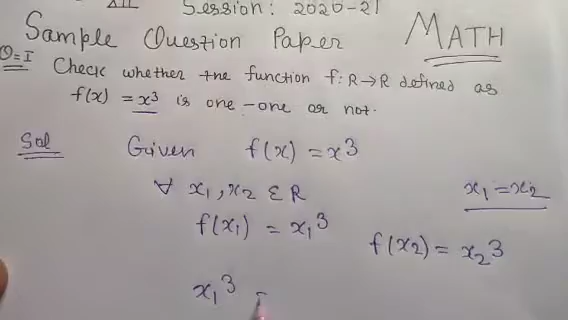 XII Session: 2020-21
Sample Question Paper MATH
Q=I Check whether the function f: R→R defined as
f(x) = x³ is one-one or not.
Sol Given f(x) = x³
∀ x₁, x₂ ∈ R x₁ = x₂
f(x₁) = x₁³ f(x₂) = x₂³
x₁³